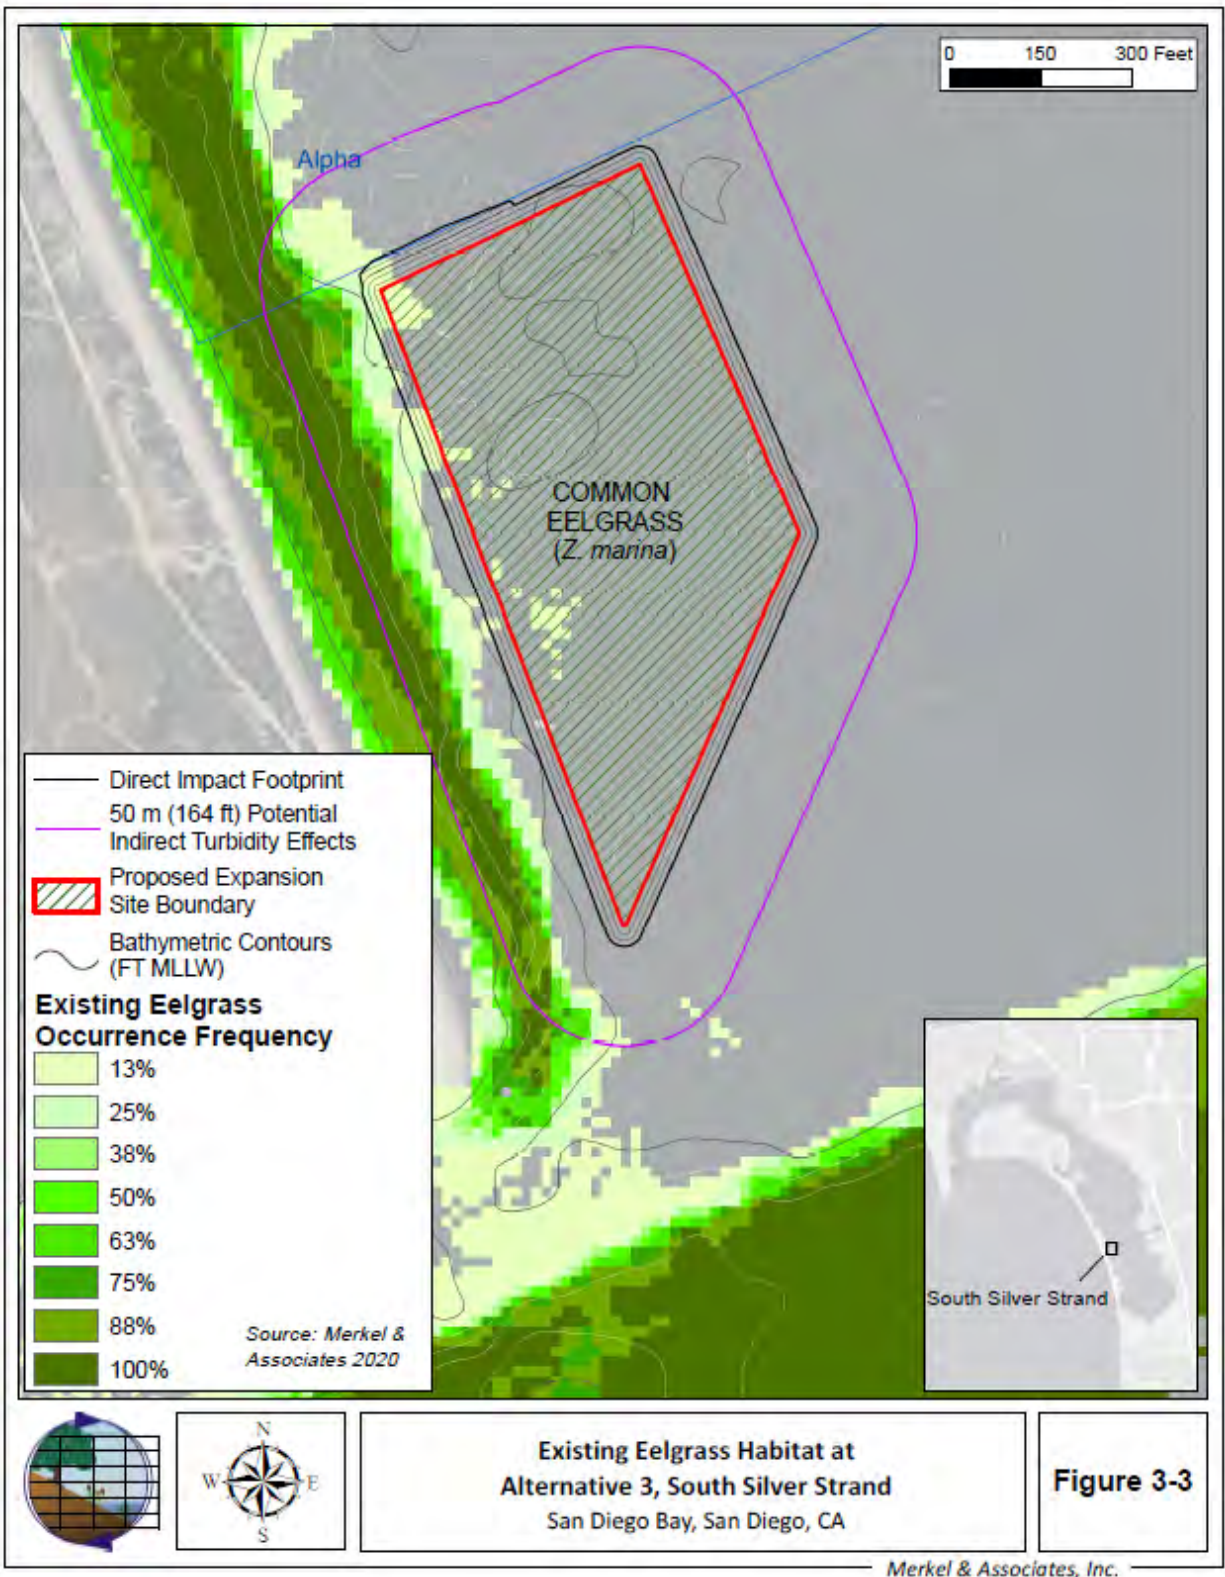 0 150 300 Feet
Alpha
COMMON
EELGRASS
(Z. marina)
Direct Impact Footprint
50 m (164 ft) Potential
Indirect Turbidity Effects
Proposed Expansion
Site Boundary
Bathymetric Contours
(FT MLLW)
Existing Eelgrass
Occurrence Frequency
13%
25%
38%
50%
63%
75%
88%
100%
Source: Merkel &
Associates 2020
South Silver Strand
N
W E
S
Existing Eelgrass Habitat at
Alternative 3, South Silver Strand
San Diego Bay, San Diego, CA
Figure 3-3
Merkel & Associates, Inc.